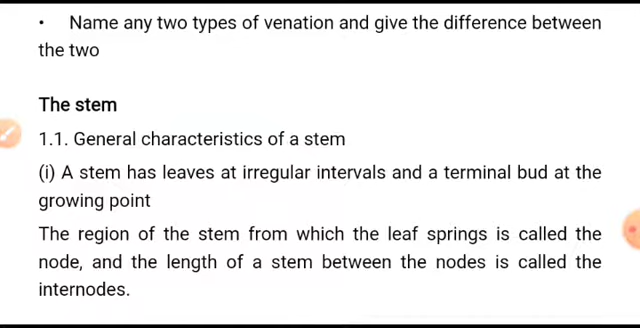 • Name any two types of venation and give the difference between
the two
The stem
1.1. General characteristics of a stem
(i) A stem has leaves at irregular intervals and a terminal bud at the
growing point
The region of the stem from which the leaf springs is called the
node, and the length of a stem between the nodes is called the
internodes.